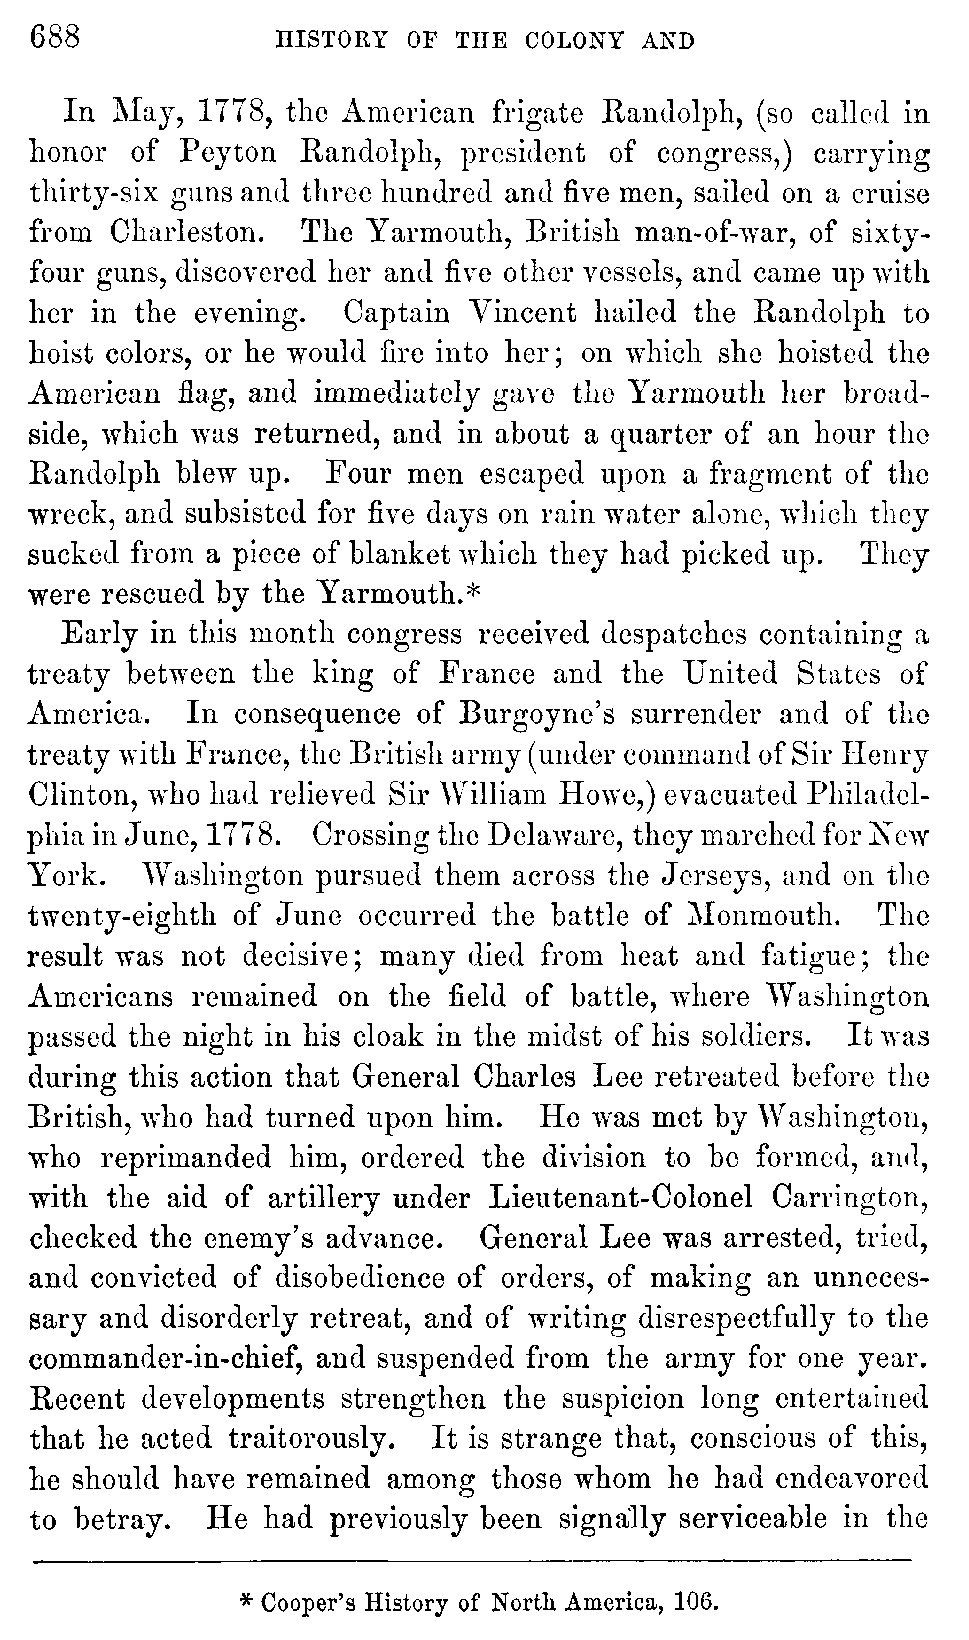 688 HISTORY OF THE COLONY AND
In May, 1778, the American frigate Randolph, (so called in
honor of Peyton Randolph, president of congress,) carrying
thirty-six guns and three hundred and five men, sailed on a cruise
from Charleston. The Yarmouth, British man-of-war, of sixty-
four guns, discovered her and five other vessels, and came up with
her in the evening. Captain Vincent hailed the Randolph to
hoist colors, or he would fire into her; on which she hoisted the
American flag, and immediately gave the Yarmouth her broad-
side, which was returned, and in about a quarter of an hour the
Randolph blew up. Four men escaped upon a fragment of the
wreck, and subsisted for five days on rain water alone, which they
sucked from a piece of blanket which they had picked up. They
were rescued by the Yarmouth.*
Early in this month congress received despatches containing a
treaty between the king of France and the United States of
America. In consequence of Burgoyne's surrender and of the
treaty with France, the British army (under command of Sir Henry
Clinton, who had relieved Sir William Howe,) evacuated Philadel-
phia in June, 1778. Crossing the Delaware, they marched for New
York. Washington pursued them across the Jerseys, and on the
twenty-eighth of June occurred the battle of Monmouth. The
result was not decisive; many died from heat and fatigue; the
Americans remained on the field of battle, where Washington
passed the night in his cloak in the midst of his soldiers. It was
during this action that General Charles Lee retreated before the
British, who had turned upon him. He was met by Washington,
who reprimanded him, ordered the division to be formed, and,
with the aid of artillery under Lieutenant-Colonel Carrington,
checked the enemy's advance. General Lee was arrested, tried,
and convicted of disobedience of orders, of making an unneces-
sary and disorderly retreat, and of writing disrespectfully to the
commander-in-chief, and suspended from the army for one year.
Recent developments strengthen the suspicion long entertained
that he acted traitorously. It is strange that, conscious of this,
he should have remained among those whom he had endeavored
to betray. He had previously been signally serviceable in the
* Cooper's History of North America, 106.